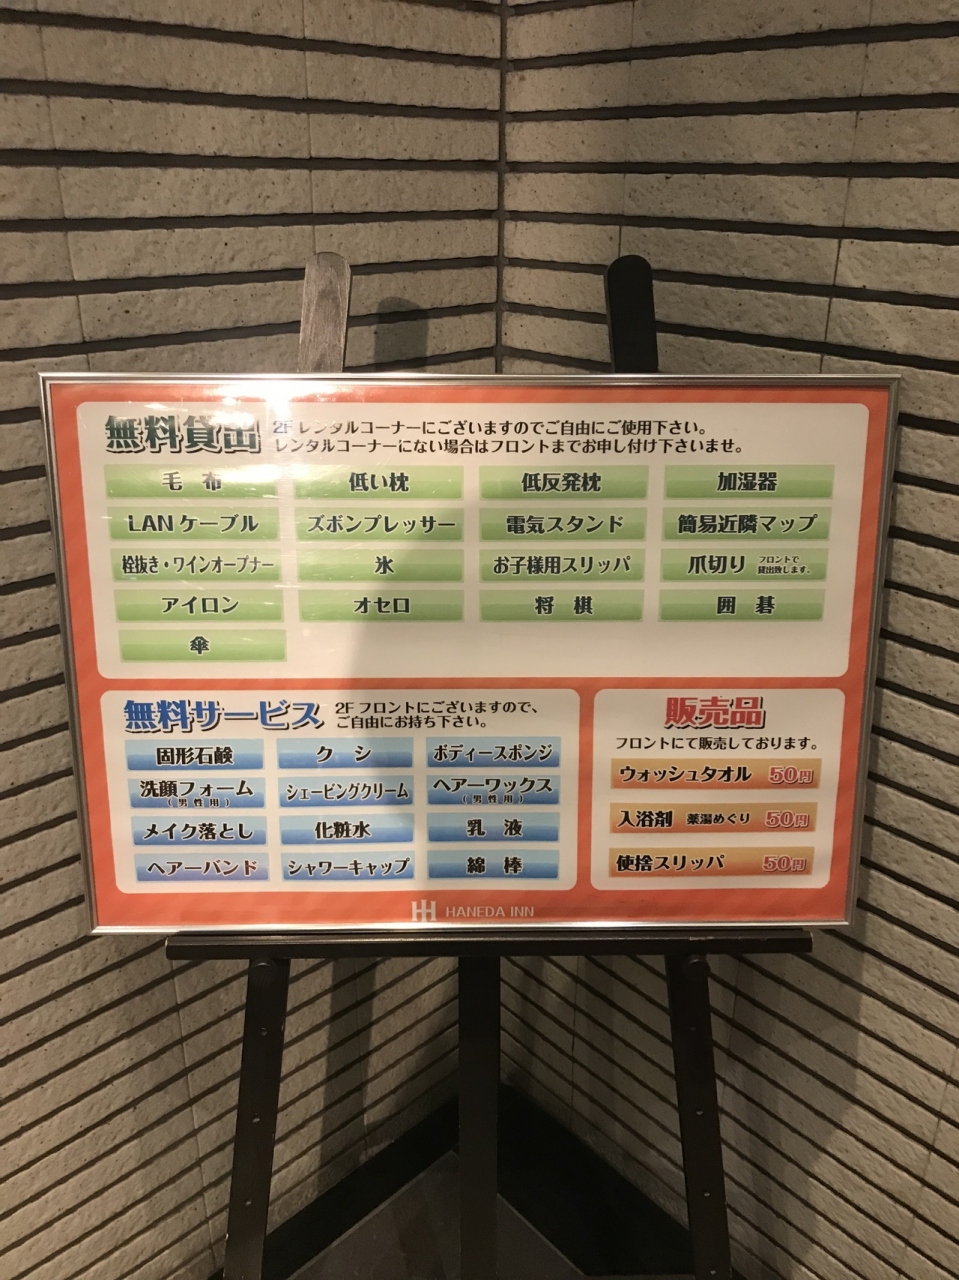 無料貸出
2Fレンタルコーナーにございますのでご自由にご使用下さい。
レンタルコーナーにない場合はフロントまでお申し付け下さいませ。
毛布 低い枕 低反発枕 加湿器
LANケーブル ズボンプレッサー 電気スタンド 簡易近隣マップ
栓抜き・ワインオープナー 氷 お子様用スリッパ 爪切り フロントで貸出致します。
アイロン オセロ 将棋 囲碁
傘
無料サービス
2Fフロントにございますので、
ご自由にお持ち下さい。
固形石鹸 クシ ボディースポンジ
洗顔フォーム(男性用) シェービングクリーム ヘアーワックス(男性用)
メイク落とし 化粧水 乳液
ヘアーバンド シャワーキャップ 綿棒
販売品
フロントにて販売しております。
ウォッシュタオル 50円
入浴剤 薬湯めぐり 50円
使捨スリッパ 50円
HANEDA INN